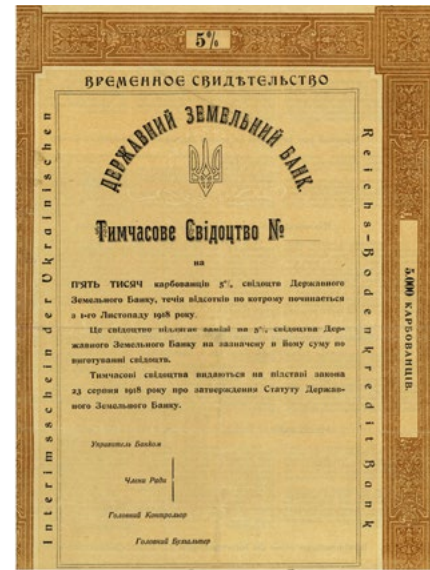 5%
ВРЕМЕННОЕ СВИДѢТЕЛЬСТВО
ДЕРЖАВНИЙ ЗЕМЕЛЬНИЙ БАНК.
Тимчасове Свідоцтво №
на
ПʼЯТЬ ТИСЯЧ карбованців 5% свідоцтв Державного
Земельного Банку, течія відсотків по котрому починається
з 1-го Листопаду 1918 року.
Це свідоцтво підлягає заміні на 5% свідоцтва Дер-
жавного Земельного Банку на зазначену в йому суму по
виготуванні свідоцтв.
Тимчасові свідоцтва видаються на підставі закона
23 серпня 1918 року про затверження Статуту Держав-
ного Земельного Банку.
Управитель Банком
Члени Ради
Головний Контрольор
Головний Бухгальтер
Interimsschein der Ukrainischen
Reichs-Bodenkredit Bank
5,000 КАРБОВАНЦІВ.